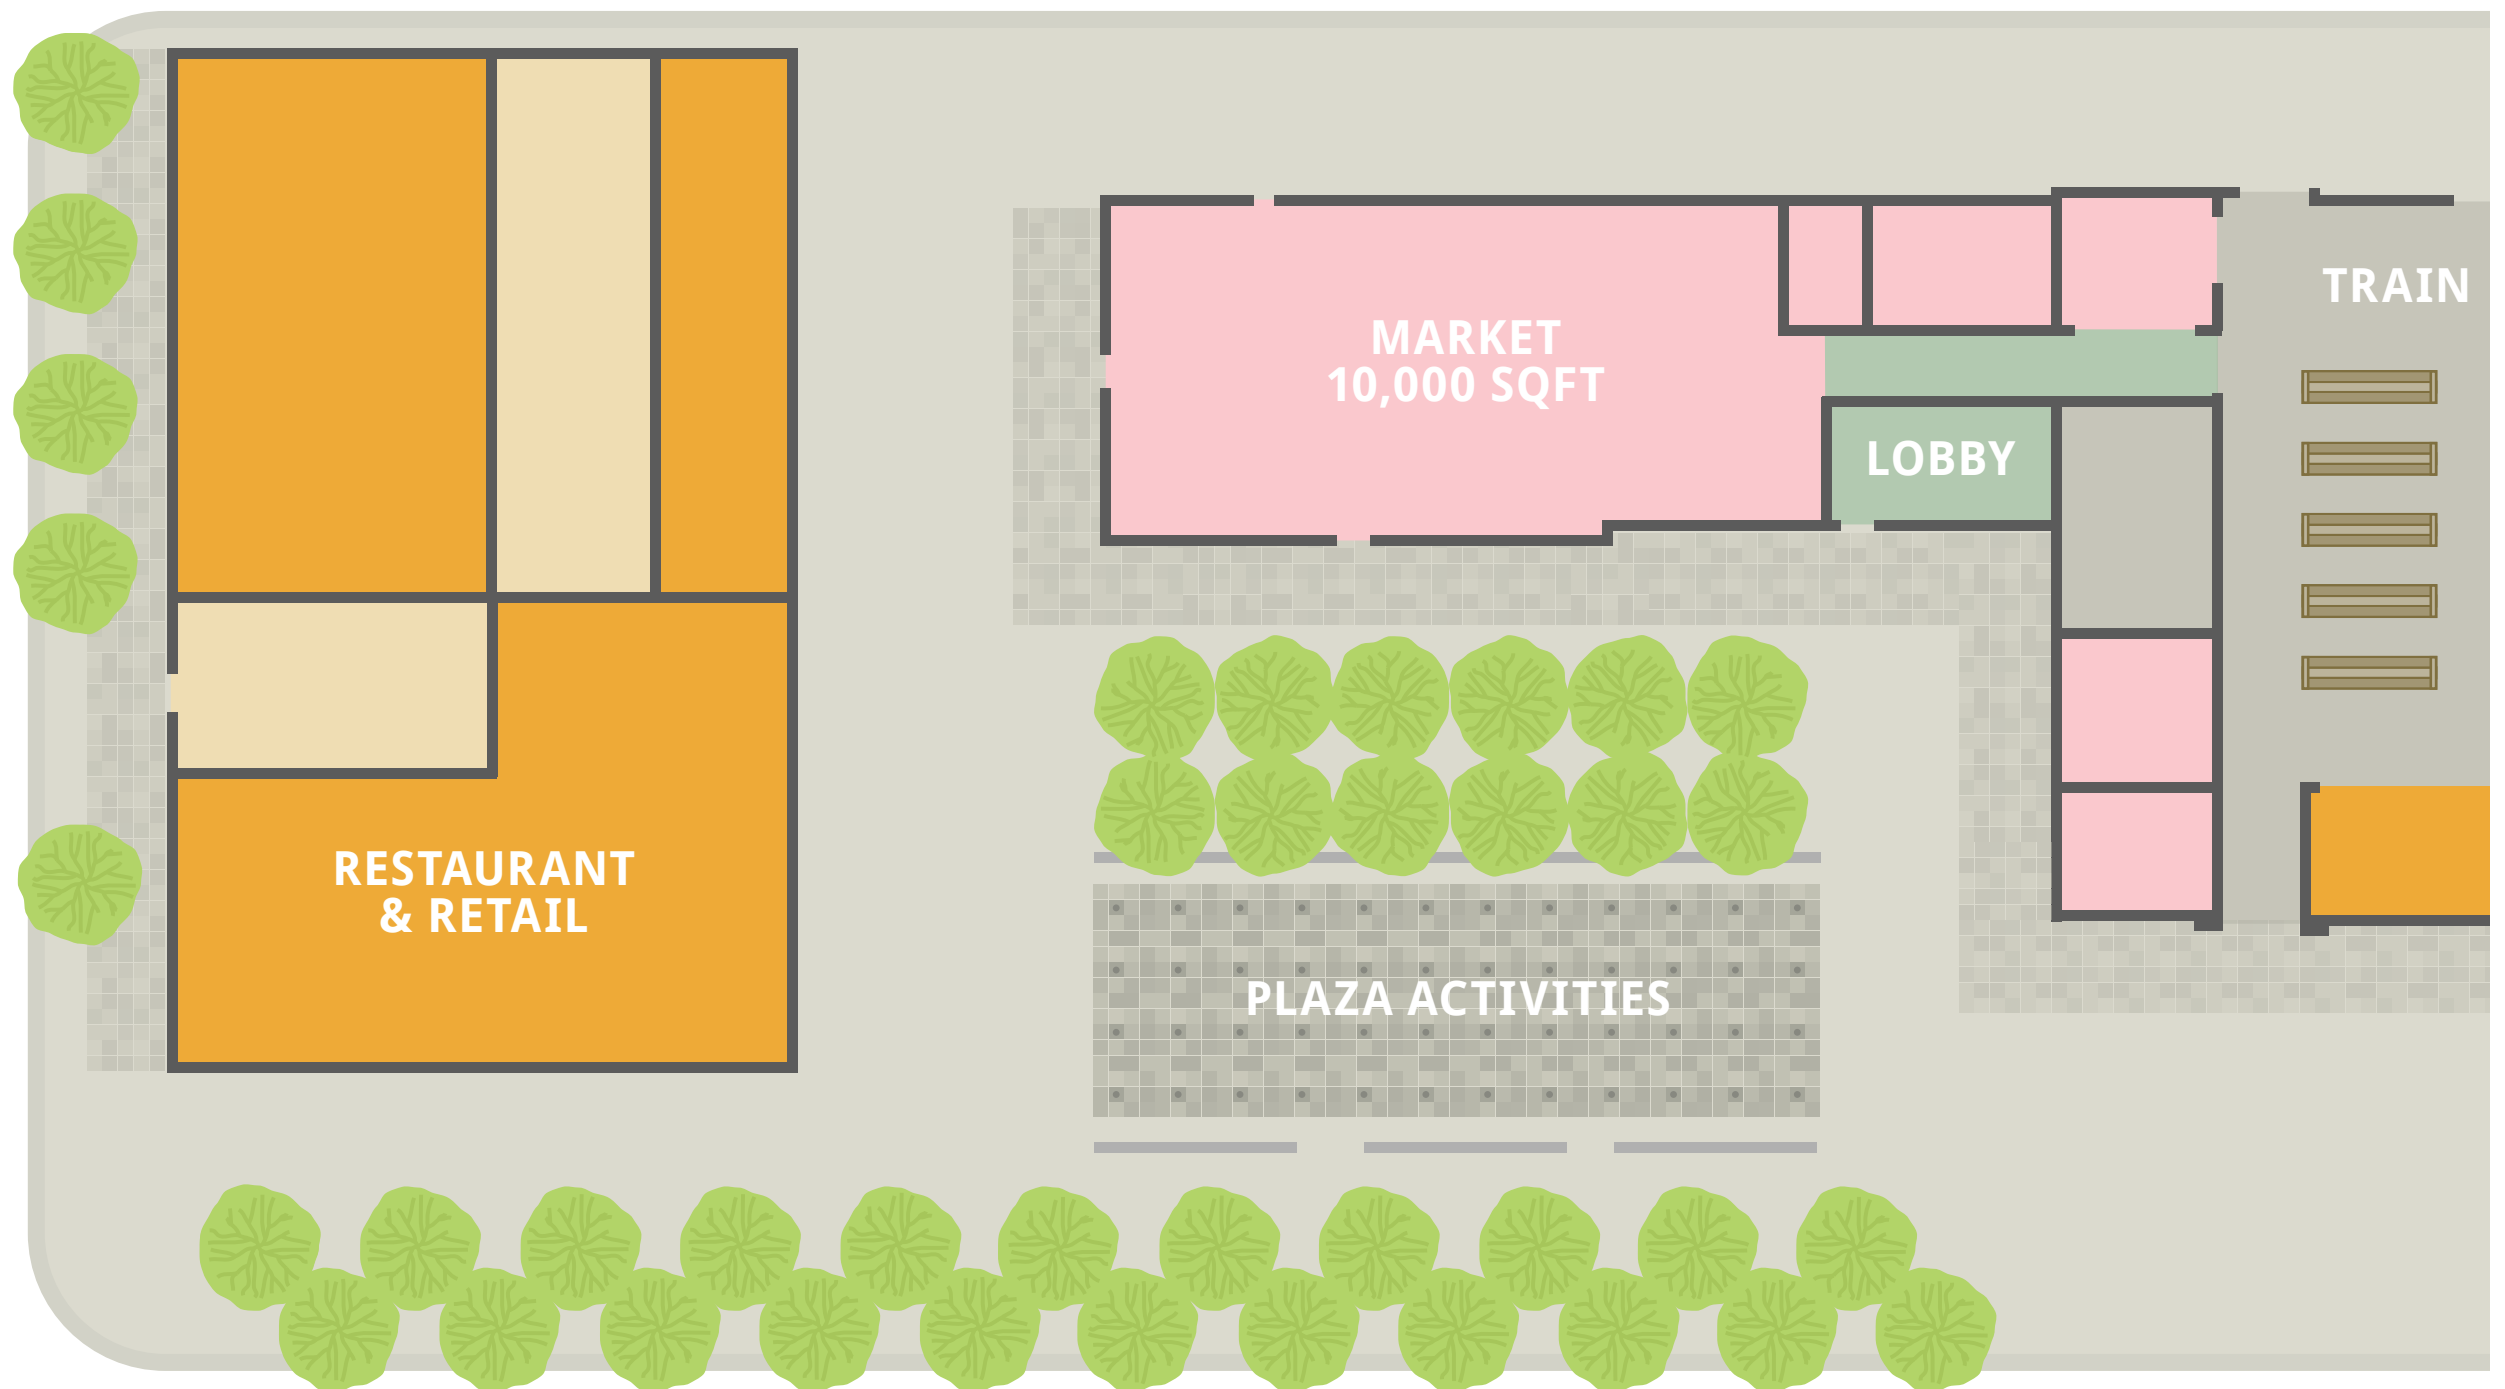 TRAIN
MARKET
10,000 SQFT
LOBBY
RESTAURANT
& RETAIL
PLAZA ACTIVITIES